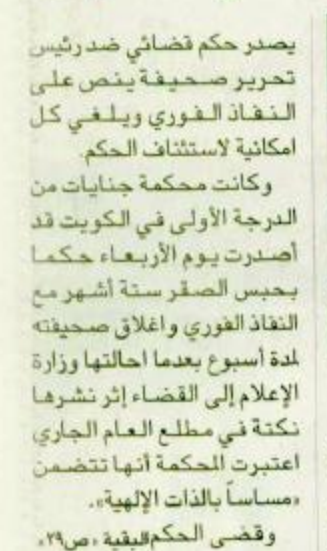 يصدر حكم قضائي ضد رئيس
تحرير صحيفة ينص على
النفاذ الفوري ويلغي كل
امكانية لاستئناف الحكم.
وكانت محكمة جنايات من
الدرجة الأولى في الكويت قد
أصدرت يوم الأربعاء حكما
بحبس الصقر ستة أشهر مع
النفاذ الفوري واغلاق صحيفته
لمدة أسبوع بعدما احالتها وزارة
الإعلام إلى القضاء إثر نشرها
نكتة في مطلع العام الجاري
اعتبرت المحكمة أنها تتضمن
«مساساً بالذات الإلهية».
وقضى الحكم البقية «ص٢٩»